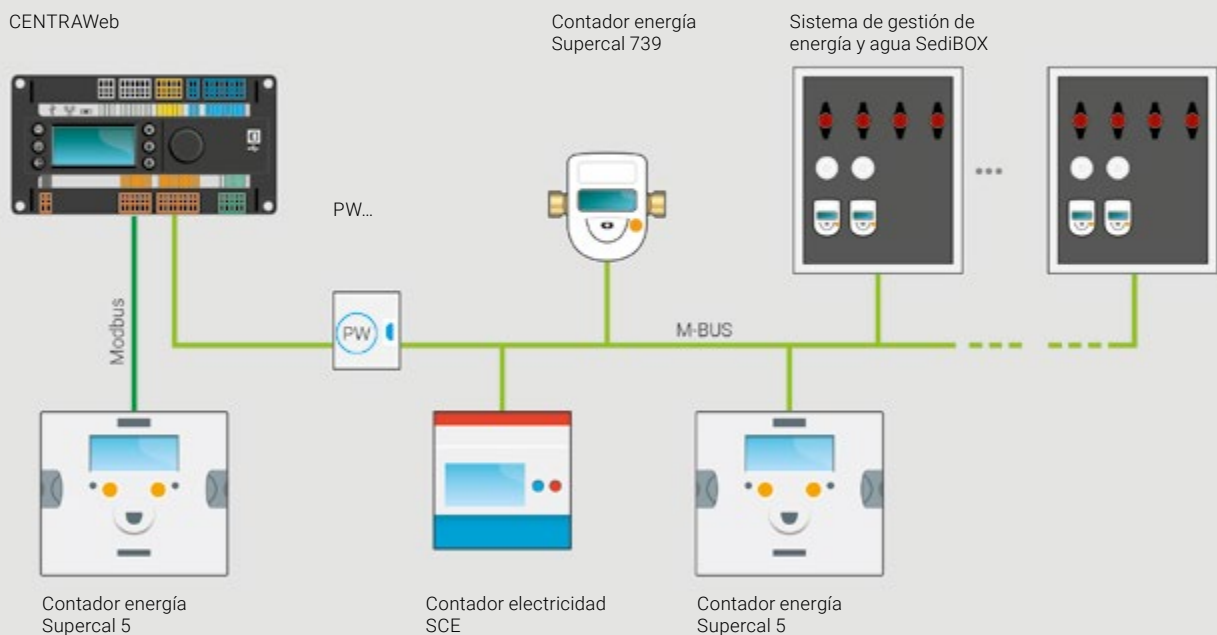 CENTRAWeb
Contador energía
Supercal 739
Sistema de gestión de
energía y agua SediBOX
PW...
Modbus
PW
M-BUS
Contador energía
Supercal 5
Contador electricidad
SCE
Contador energía
Supercal 5